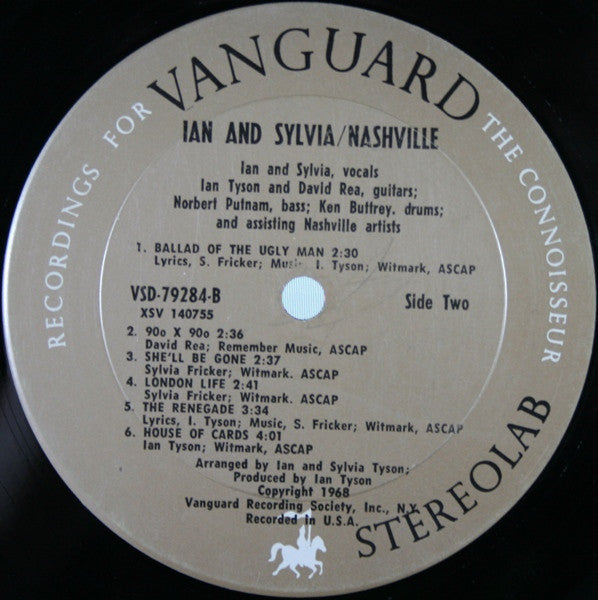 RECORDINGS FOR VANGUARD THE CONNOISSEUR
IAN AND SYLVIA/NASHVILLE
Ian and Sylvia, vocals
Ian Tyson and David Rea, guitars;
Norbert Putnam, bass; Ken Buttrey. drums;
and assisting Nashville artists
1. BALLAD OF THE UGLY MAN 2:30
Lyrics, S. Fricker; Music, I. Tyson; Witmark, ASCAP
VSD-79284-B
XSV 140755
Side Two
2. 90o X 90o 2:36
David Rea; Remember Music, ASCAP
3. SHE'LL BE GONE 2:37
Sylvia Fricker; Witmark. ASCAP
4. LONDON LIFE 2:41
Sylvia Fricker; Witmark. ASCAP
5. THE RENEGADE 3:34
Lyrics, I. Tyson; Music, S. Fricker; Witmark, ASCAP
6. HOUSE OF CARDS 4:01
Ian Tyson; Witmark, ASCAP
Arranged by Ian and Sylvia Tyson;
Produced by Ian Tyson
Copyright 1968
Vanguard Recording Society, Inc., N.Y.
Recorded in U.S.A.
STEREOLAB